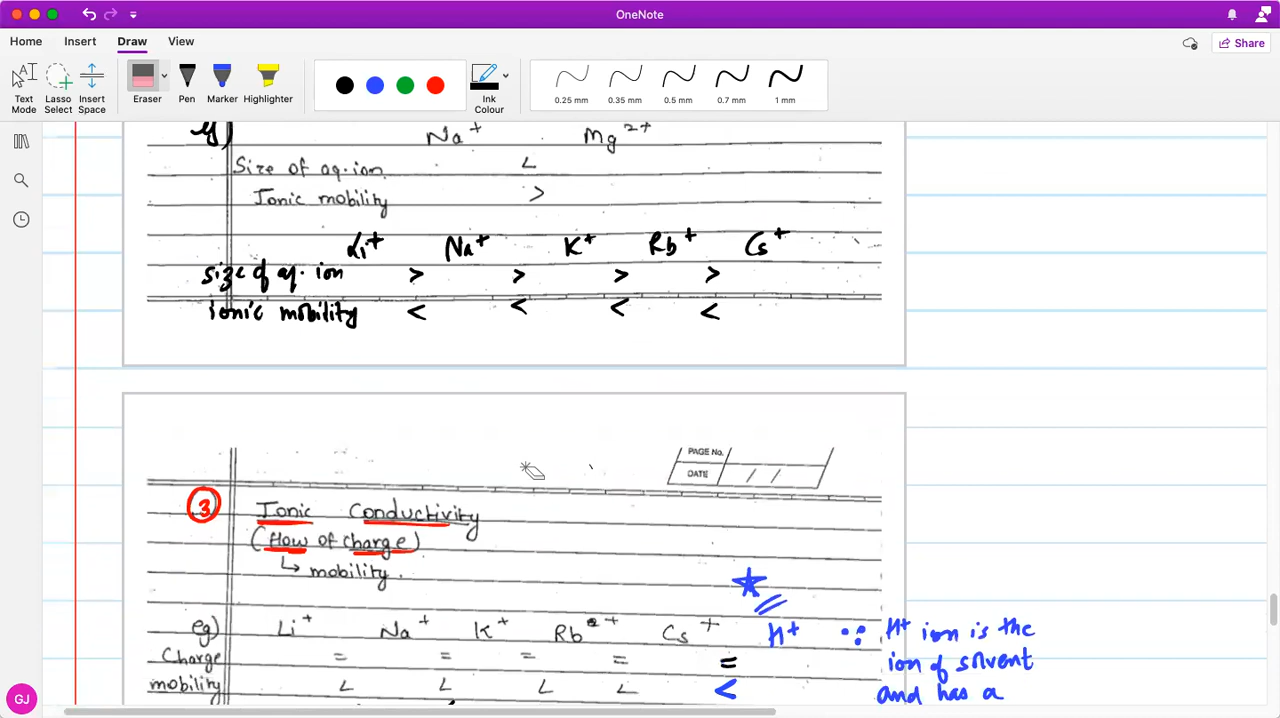 OneNote
Home Insert Draw View
Share
Text Mode
Lasso Select
Insert Space
Eraser
Pen
Marker
Highlighter
Ink Colour
0.25 mm 0.35 mm 0.5 mm 0.7 mm 1 mm
eg) Na+ Mg2+
Size of aq. ion <
Ionic mobility >
Li+ Na+ K+ Rb+ Cs+
size of aq. ion > > > >
ionic mobility < < < <
PAGE No.
DATE / /
3 Ionic Conductivity
(flow of charge)
↳ mobility.
eg) Li+ Na+ K+ Rb+ Cs+ H+ ∵ H+ ion is the
Charge = = = = = ion of solvent
mobility < < < < < and has a
GJ